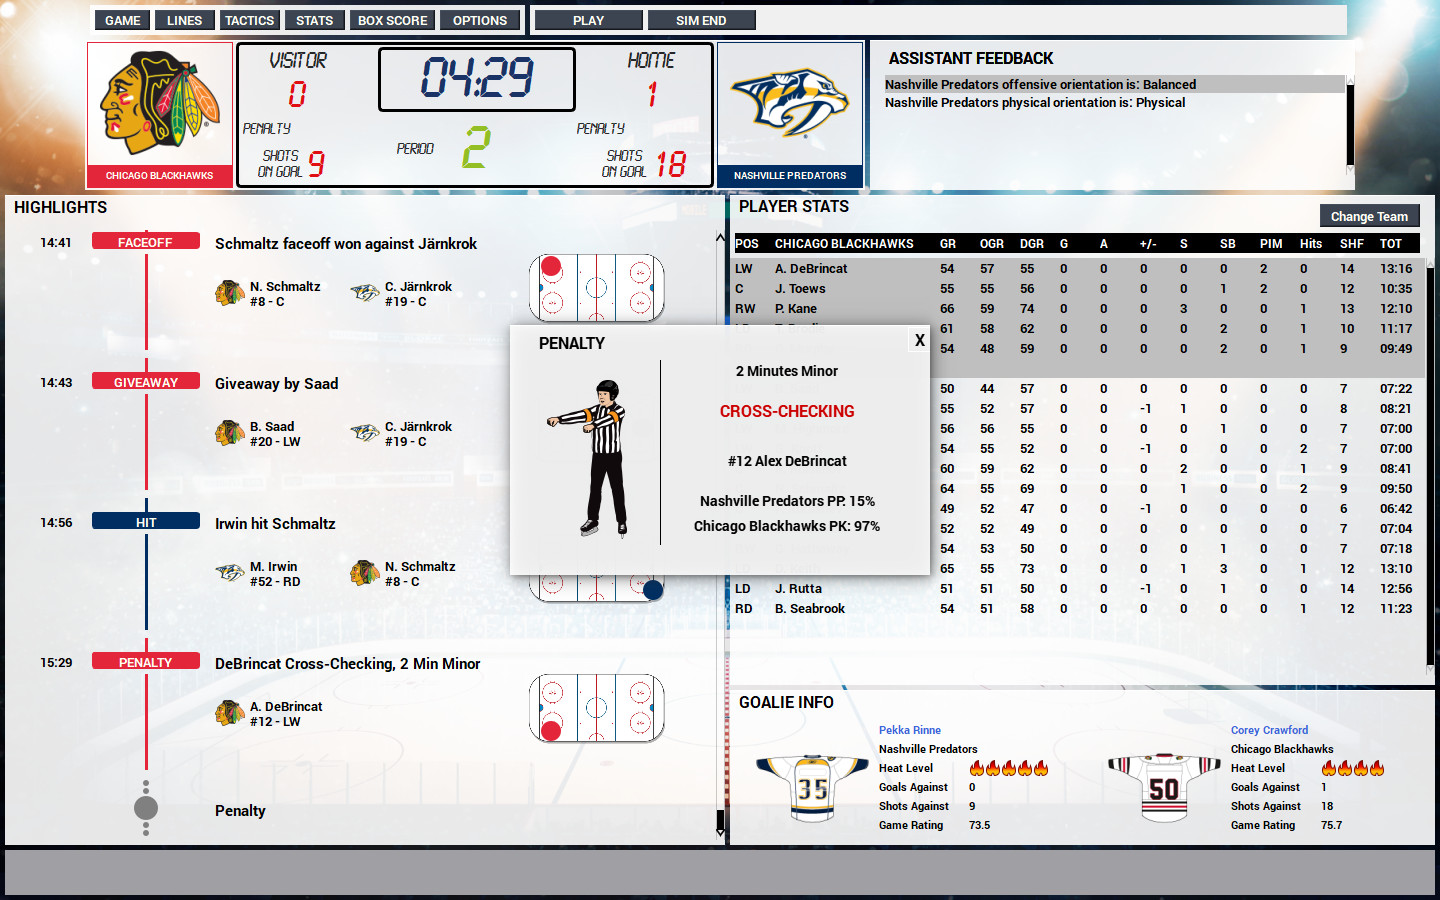 GAME LINES TACTICS STATS BOX SCORE OPTIONS PLAY SIM END
VISITOR
0
PENALTY
SHOTS
ON GOAL 9
04:29
PERIOD 2
HOME
1
PENALTY
SHOTS
ON GOAL 18
CHICAGO BLACKHAWKS
NASHVILLE PREDATORS
ASSISTANT FEEDBACK
Nashville Predators offensive orientation is: Balanced
Nashville Predators physical orientation is: Physical
HIGHLIGHTS
14:41 FACEOFF Schmaltz faceoff won against Järnkrok
N. Schmaltz C. Järnkrok
#8 - C #19 - C
14:43 GIVEAWAY Giveaway by Saad
B. Saad C. Järnkrok
#20 - LW #19 - C
14:56 HIT Irwin hit Schmaltz
M. Irwin N. Schmaltz
#52 - RD #8 - C
15:29 PENALTY DeBrincat Cross-Checking, 2 Min Minor
A. DeBrincat
#12 - LW
Penalty
PENALTY X
2 Minutes Minor
CROSS-CHECKING
#12 Alex DeBrincat
Nashville Predators PP: 15%
Chicago Blackhawks PK: 97%
PLAYER STATS
Change Team
POS CHICAGO BLACKHAWKS GR OGR DGR G A +/- S SB PIM Hits SHF TOT
LW A. DeBrincat 54 57 55 0 0 0 0 0 2 0 14 13:16
C J. Toews 55 55 56 0 0 0 0 1 2 0 12 10:35
RW P. Kane 66 59 74 0 0 0 3 0 0 1 13 12:10
61 58 62 0 0 0 0 2 0 1 10 11:17
54 48 59 0 0 0 0 2 0 1 9 09:49
50 44 57 0 0 0 0 0 0 0 7 07:22
55 52 57 0 0 -1 1 0 0 0 8 08:21
56 56 55 0 0 0 0 1 0 0 7 07:00
54 55 52 0 0 -1 0 0 0 2 7 07:00
60 59 62 0 0 0 2 0 0 1 9 08:41
64 55 69 0 0 0 1 0 0 2 9 09:50
49 52 47 0 0 -1 0 0 0 0 6 06:42
52 52 49 0 0 0 0 0 0 0 7 07:04
54 53 50 0 0 0 0 1 0 0 7 07:18
65 55 73 0 0 0 1 3 0 1 12 13:10
LD J. Rutta 51 51 50 0 0 -1 0 1 0 0 14 12:56
RD B. Seabrook 54 51 58 0 0 0 0 0 0 1 12 11:23
GOALIE INFO
35
Pekka Rinne
Nashville Predators
Heat Level
Goals Against 0
Shots Against 9
Game Rating 73.5
50
Corey Crawford
Chicago Blackhawks
Heat Level
Goals Against 1
Shots Against 18
Game Rating 75.7